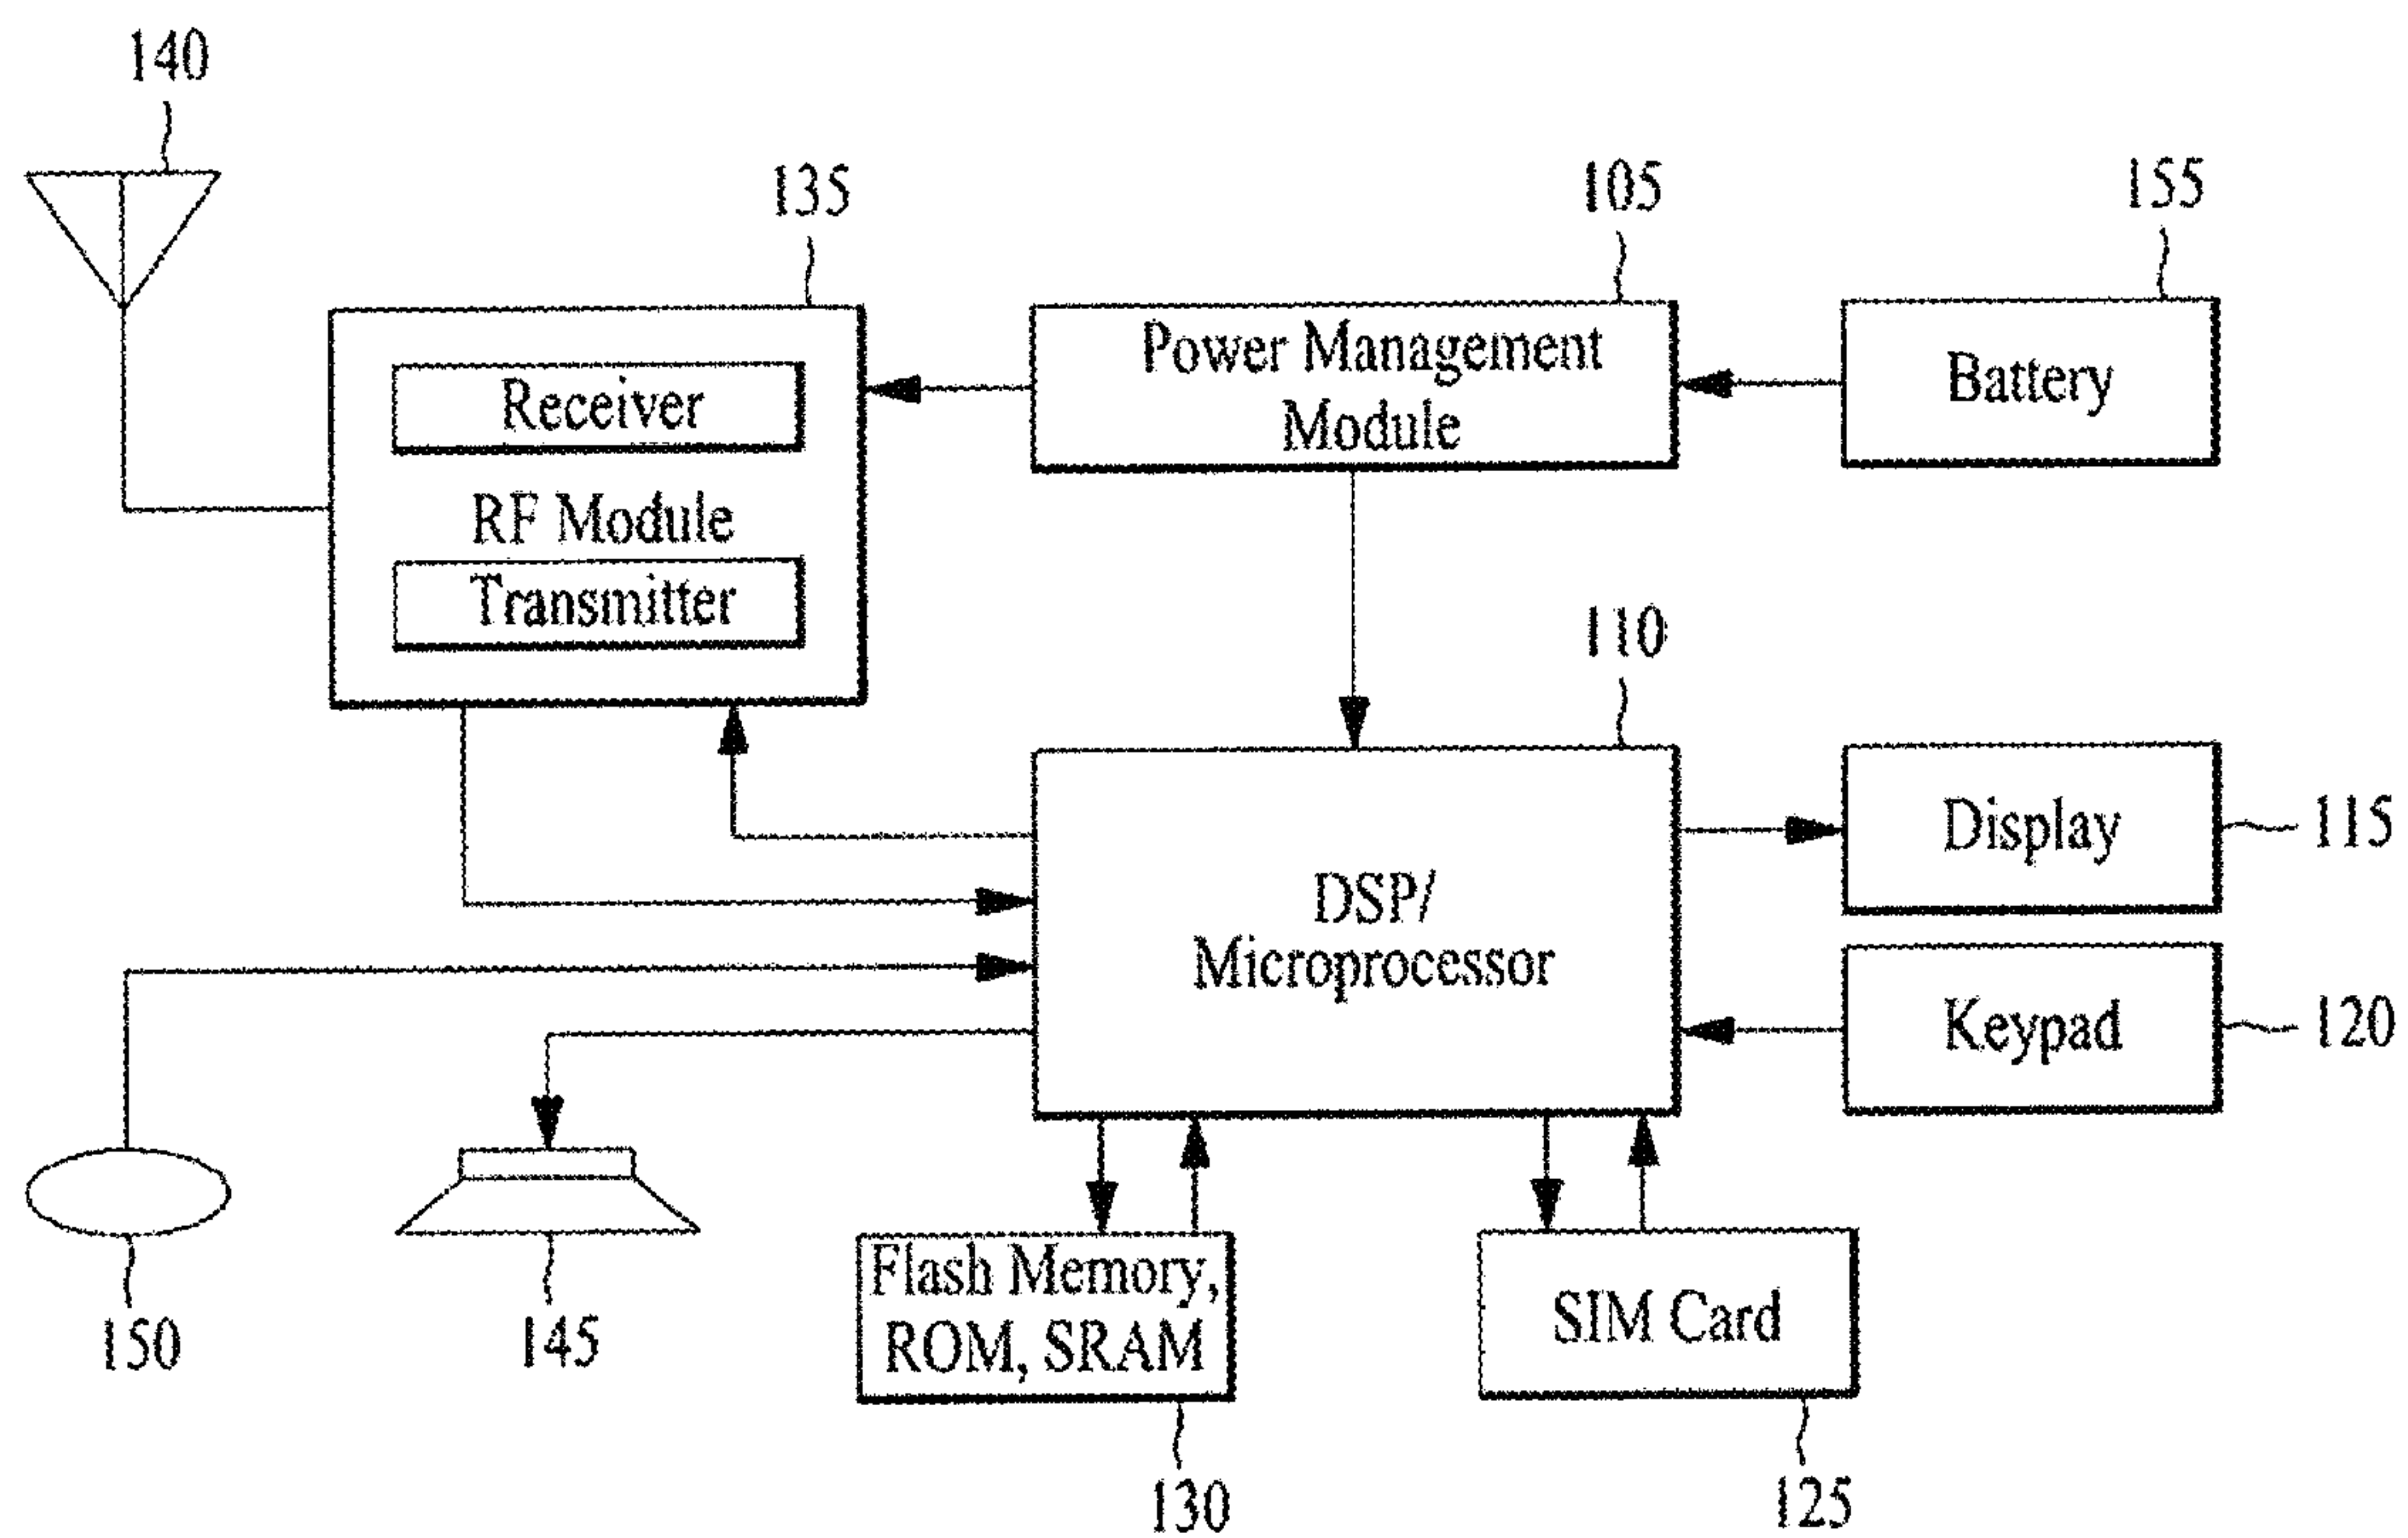 140
135
105
155
Receiver
RF Module
Transmitter
Power Management
Module
Battery
110
DSP/
Microprocessor
Display
115
Keypad
120
150
145
Flash Memory,
ROM, SRAM
130
SIM Card
125